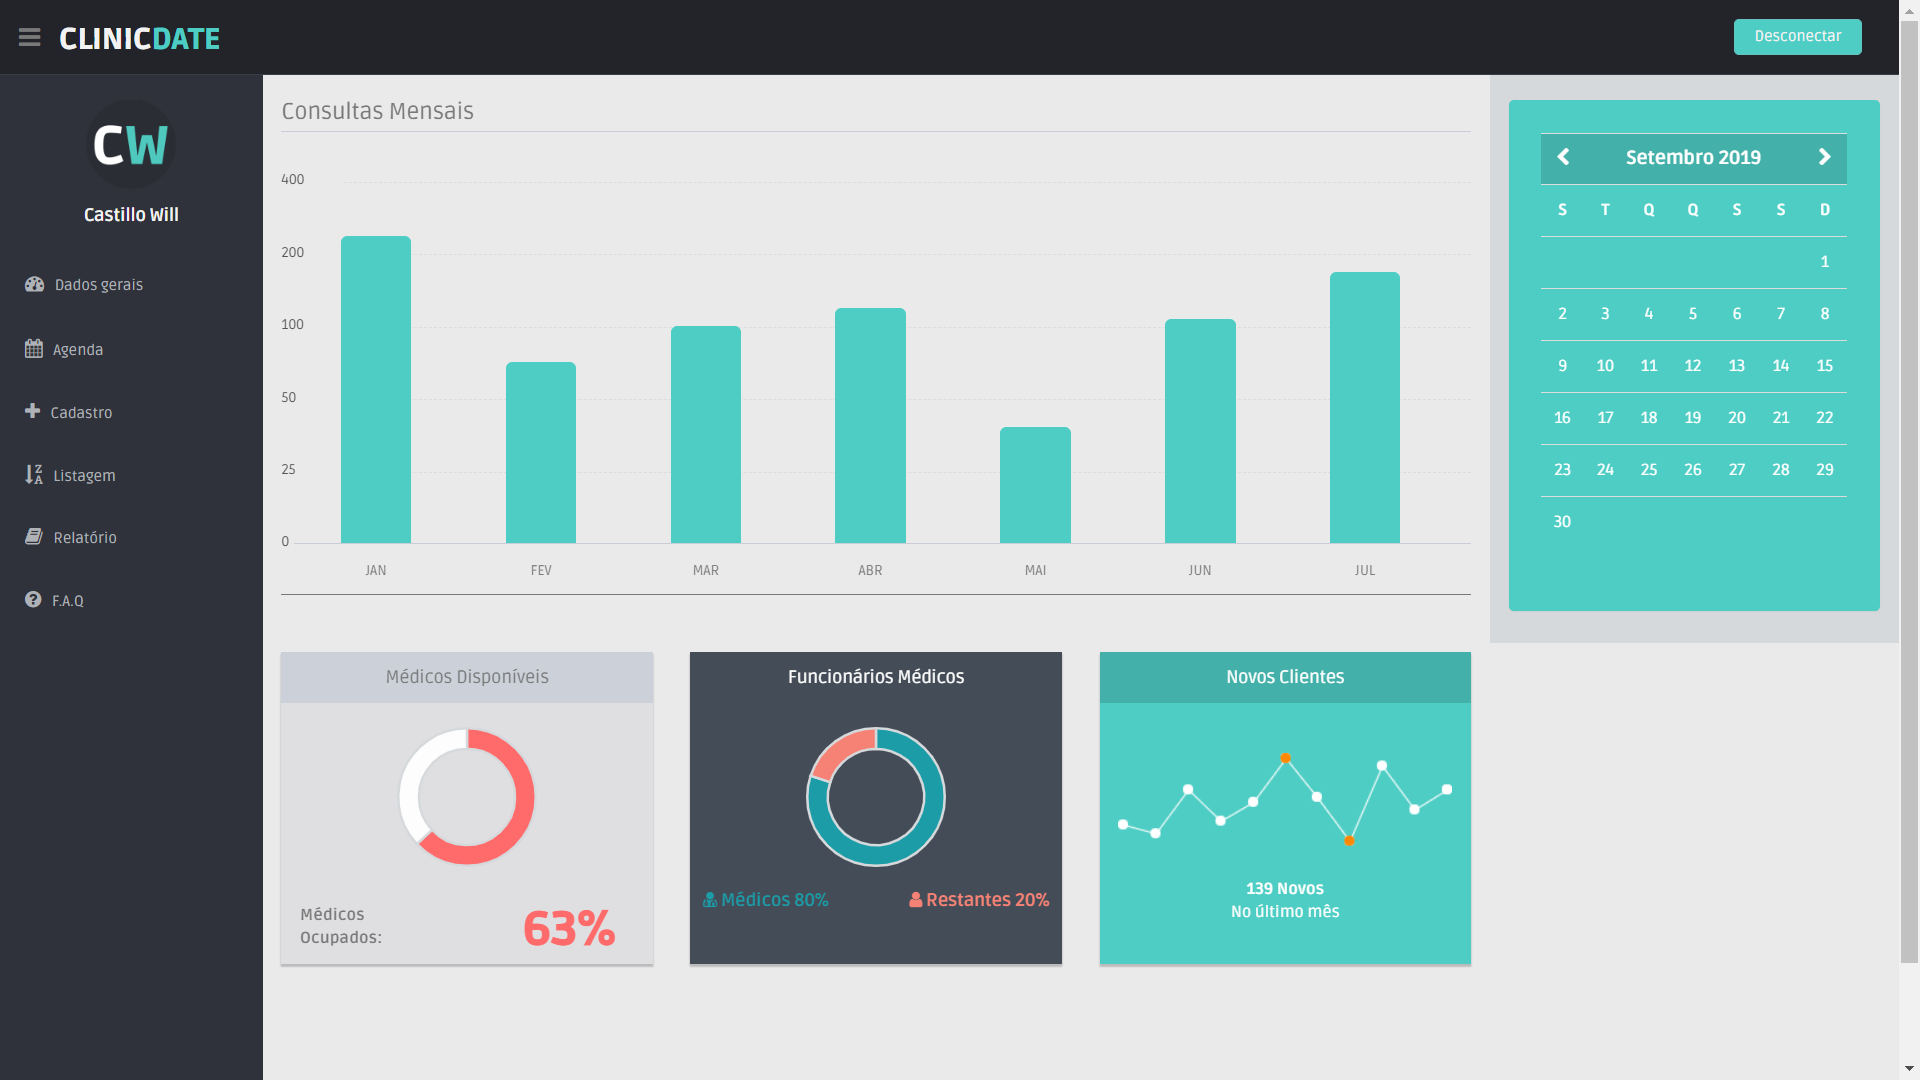 CLINICDATE
Desconectar
CW
Castillo Will
Dados gerais
Agenda
Cadastro
Listagem
Relatório
F.A.Q
Consultas Mensais
400
200
100
50
25
0
JAN FEV MAR ABR MAI JUN JUL
Setembro 2019
S T Q Q S S D
1
2 3 4 5 6 7 8
9 10 11 12 13 14 15
16 17 18 19 20 21 22
23 24 25 26 27 28 29
30
Médicos Disponíveis
Médicos
Ocupados:
63%
Funcionários Médicos
Médicos 80%
Restantes 20%
Novos Clientes
139 Novos
No último mês